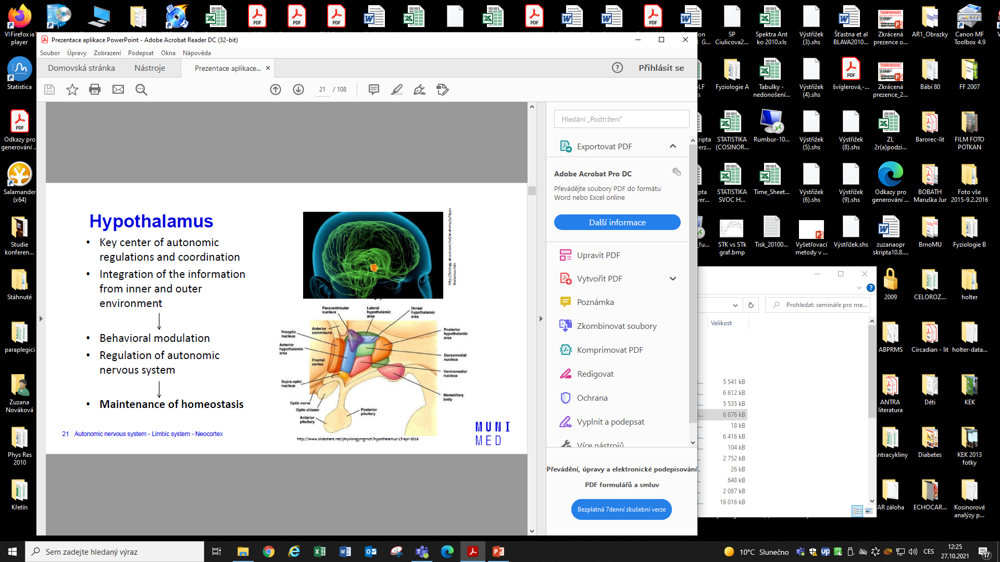 Prezentace aplikace PowerPoint - Adobe Acrobat Reader DC (32-bit)
Soubor Úpravy Zobrazení Podepsat Okna Nápověda
Domovská stránka Nástroje Prezentace aplikace... × Přihlásit se
21 / 108
Hypothalamus
• Key center of autonomic
regulations and coordination
• Integration of the information
from inner and outer
environment
• Behavioral modulation
• Regulation of autonomic
nervous system
• Maintenance of homeostasis
21 Autonomic nervous system - Limbic system - Neocortex
http://biology.about.com/od/anatomy/p/Hypo
thalamus.htm
Paraventricular
nucleus
Lateral
hypothalamic
area
Dorsal
hypothalamic
area
Anterior
commisure
Preoptic
nucleus
Posterior
hypothalamic
area
Anterior
hypothalamic
area
Dorsomedial
nucleus
Frontal
cortex
Ventromedial
nucleus
Supra-optic
nucleus
Mammillary
body
Optic nerve
Optic chiasm
Anterior
pituitary
Posterior
pituitary
http://www.slideshare.net/physiologymgmcri/hypothalamus-15-apr-2016
MUNI
MED
Hledání „Podtržení"
Exportovat PDF
Adobe Acrobat Pro DC
Převádějte soubory PDF do formátu
Word nebo Excel online
Další informace
Upravit PDF
Vytvořit PDF
Poznámka
Zkombinovat soubory
Komprimovat PDF
Redigovat
Ochrana
Vyplnit a podepsat
Více nástrojů
Převádění, úpravy a elektronické podepisování
PDF formulářů a smluv
Bezplatná 7denní zkušební verze
player
Statistica
Odkazy pro
generování ...
Salamander
(x64)
Studie
konferen...
Stáhnuté
paraplegici
Zuzana
Nováková
Phys Res
2010
Křetín
SP
Ciulicova2...
Spektra Ant
ko 2010.xls
Výstřižek
(3).shs
Šťastna et al
BLAVA2010...
Zkrácená
prezence o...
AR1_Obrazky
Canon MF
Toolbox 4.9
Fyziologie A
Tabulky -
nedonošení...
Výstřižek
(4).shs
švíglerová,-...
Zkrácená
prezence_2...
Bábí 80
FF 2007
STATISTIKA
(COSINOR...
Rumbur-10...
Výstřižek
(5).shs
Výstřižek
(8).shs
ZL
2r(a)podzi...
Barorec-lit
FILM FOTO
POTKAN
STATISTIKA
SVOC H...
Time_Sheet...
Výstřižek
(6).shs
Výstřižek
(9).shs
Odkazy pro
generování ...
BOBATH
Maruška Jur
Foto vše
2015-9.2.2016
STK vs STk
graf.bmp
Tisk_20100...
Vyšetřovací
metody v ...
Výstřižek.shs
zuzanaopr
skripta10.8....
BrnoMU
Fyziologie B
2009
CELOROZ...
holter
ABPRMS
Circadian - lit
holter-data...
ANTRA
literatura
Děti
KEK
Antracykliny
Diabetes
KEK 2013
fotky
AR záloha
ECHOCAR...
Kosinorové
analýzy p...
Prohledat: semináře pro me...
Velikost
5 541 kB
6 612 kB
5 535 kB
6 876 kB
18 kB
6 416 kB
104 kB
2 752 kB
26 kB
648 kB
2 087 kB
16 016 kB
Sem zadejte hledaný výraz
10°C Slunečno
CES
12:25
27.10.2021
17